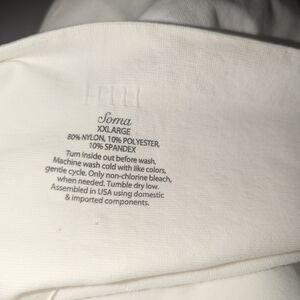 Soma
XXLARGE
80% NYLON, 10% POLYESTER,
10% SPANDEX
Turn inside out before wash,
Machine wash cold with like colors,
gentle cycle. Only non-chlorine bleach,
when needed. Tumble dry low.
Assembled in USA using domestic
& imported components.